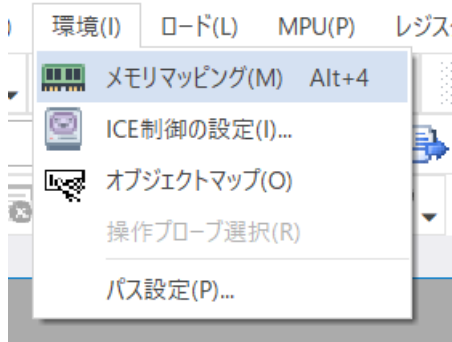 環境(I) ロード(L) MPU(P) レジス
メモリマッピング(M) Alt+4
ICE制御の設定(I)...
オブジェクトマップ(O)
操作プローブ選択(R)
パス設定(P)...